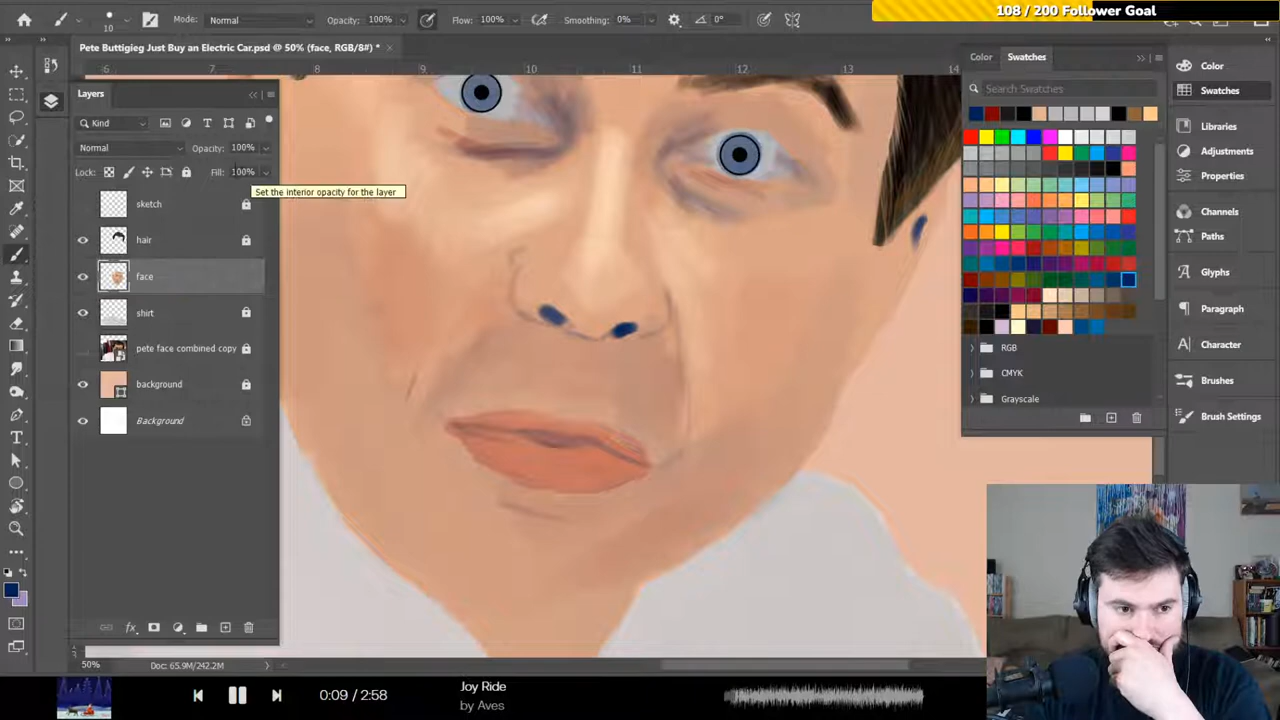 108 / 200 Follower Goal
10
Mode: Normal
Opacity: 100%
Flow: 100%
Smoothing: 0%
0°
Pete Buttigieg Just Buy an Electric Car.psd @ 50% (face, RGB/8#) *
6 7 8 9 10 11 12 13 14
Layers
Kind
Normal
Opacity: 100%
Lock:
Fill: 100%
Set the interior opacity for the layer
sketch
hair
face
shirt
pete face combined copy
background
Background
Color
Swatches
Search Swatches
RGB
CMYK
Grayscale
Color
Swatches
Libraries
Adjustments
Properties
Channels
Paths
Glyphs
Paragraph
Character
Brushes
Brush Settings
50%
Doc: 65.9M/242.2M
0:09 / 2:58
Joy Ride
by Aves